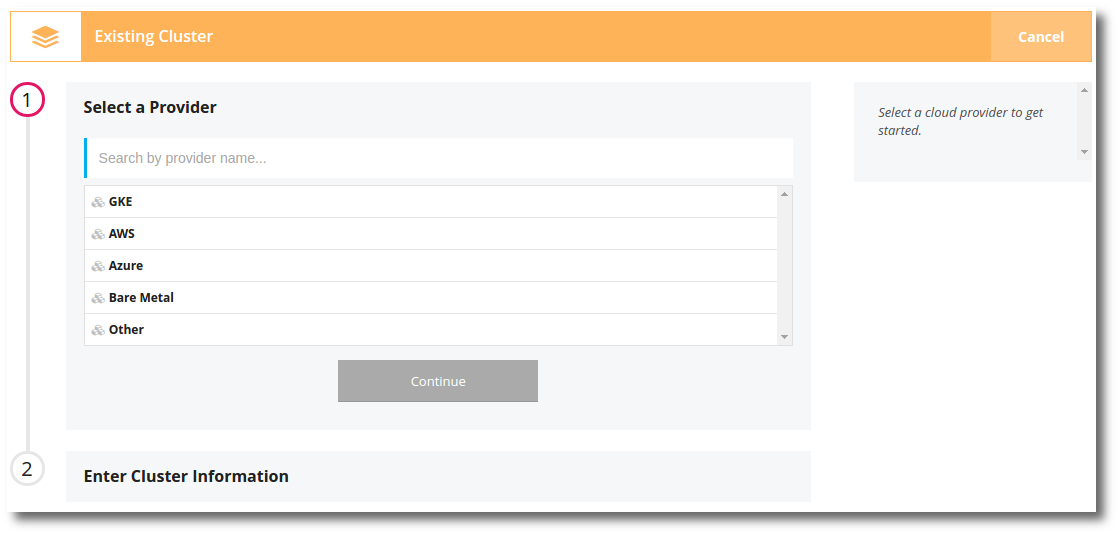 Existing Cluster
Cancel
1
Select a Provider
Search by provider name...
GKE
AWS
Azure
Bare Metal
Other
Continue
Select a cloud provider to get
started.
2
Enter Cluster Information